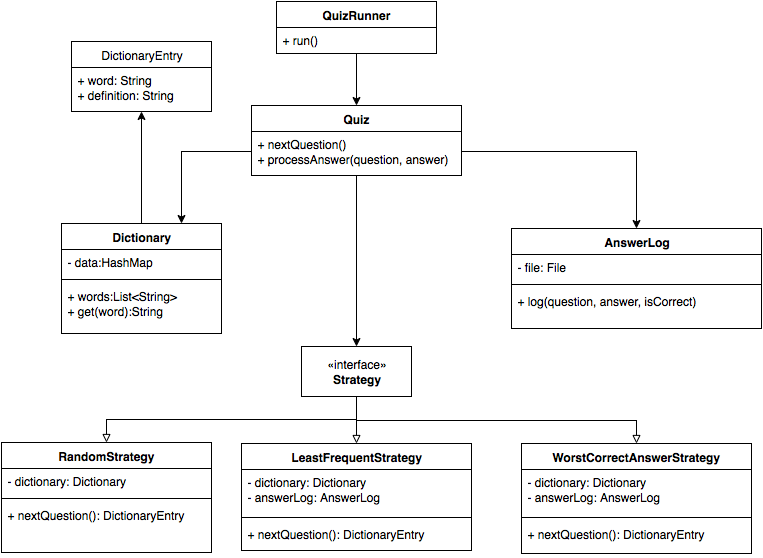 QuizRunner
+ run()
DictionaryEntry
+ word: String
+ definition: String
Quiz
+ nextQuestion()
+ processAnswer(question, answer)
Dictionary
- data:HashMap
+ words:List<String>
+ get(word):String
AnswerLog
- file: File
+ log(question, answer, isCorrect)
«interface»
Strategy
RandomStrategy
- dictionary: Dictionary
+ nextQuestion(): DictionaryEntry
LeastFrequentStrategy
- dictionary: Dictionary
- answerLog: AnswerLog
+ nextQuestion(): DictionaryEntry
WorstCorrectAnswerStrategy
- dictionary: Dictionary
- answerLog: AnswerLog
+ nextQuestion(): DictionaryEntry